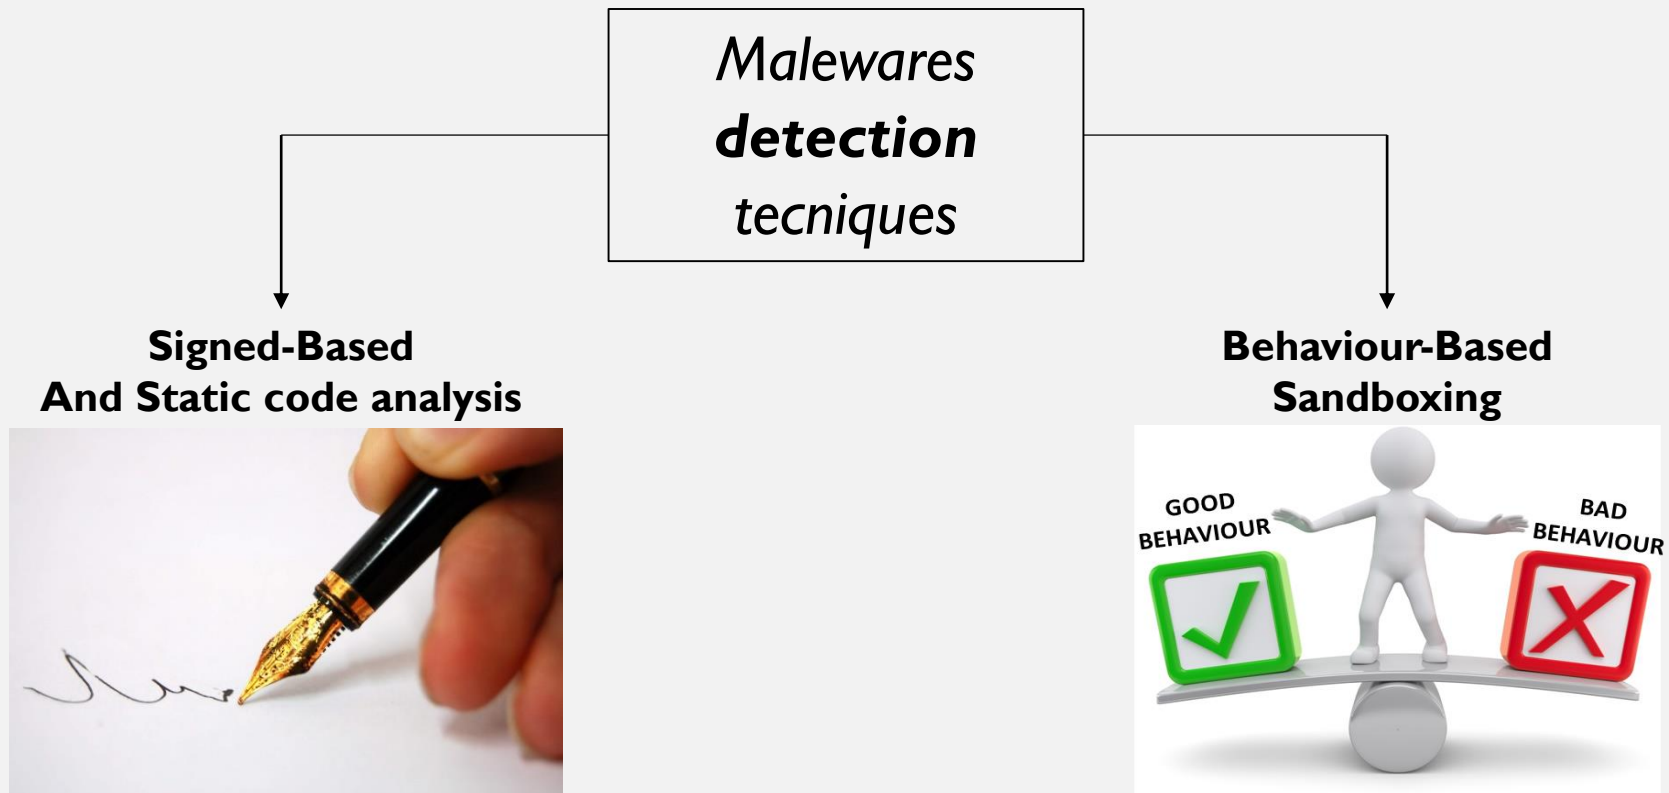 Malewares
detection
tecniques
Signed-Based
And Static code analysis
Behaviour-Based
Sandboxing
GOOD
BEHAVIOUR
BAD
BEHAVIOUR